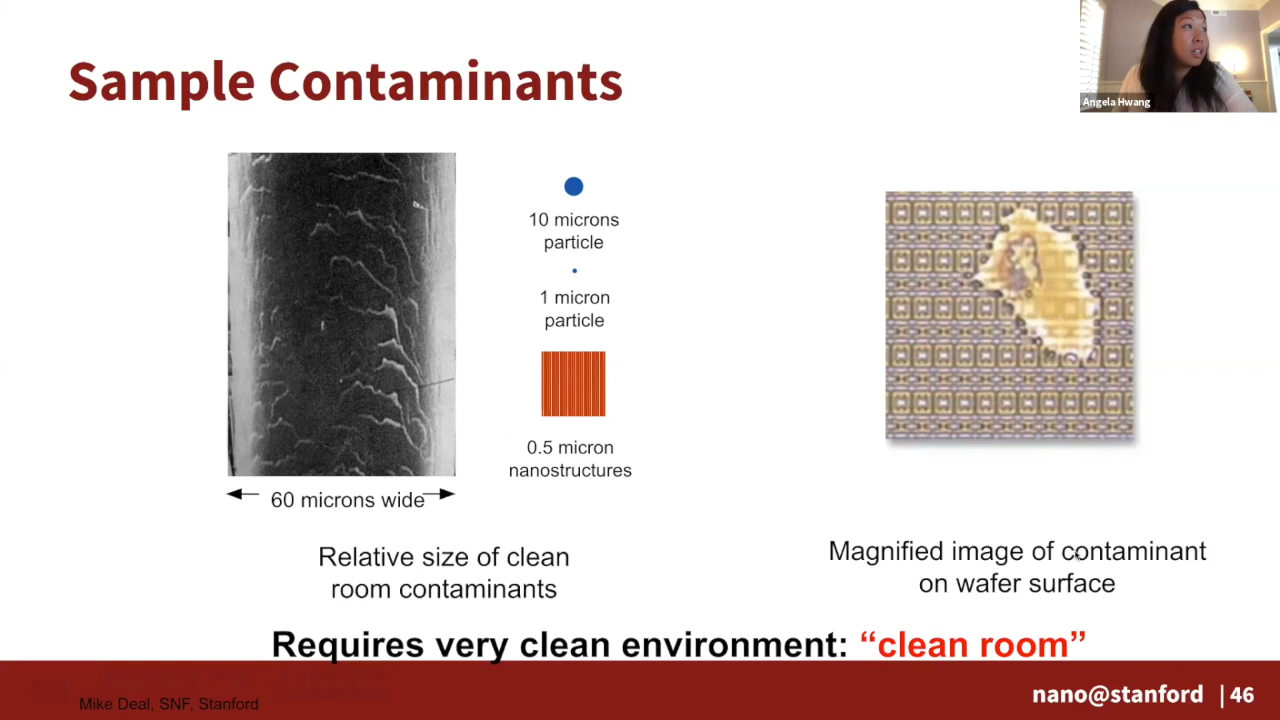 Sample Contaminants
Angela Hwang
10 microns
particle
1 micron
particle
0.5 micron
nanostructures
60 microns wide
Relative size of clean
room contaminants
Magnified image of contaminant
on wafer surface
Requires very clean environment: “clean room”
Mike Deal, SNF, Stanford
nano@stanford | 46